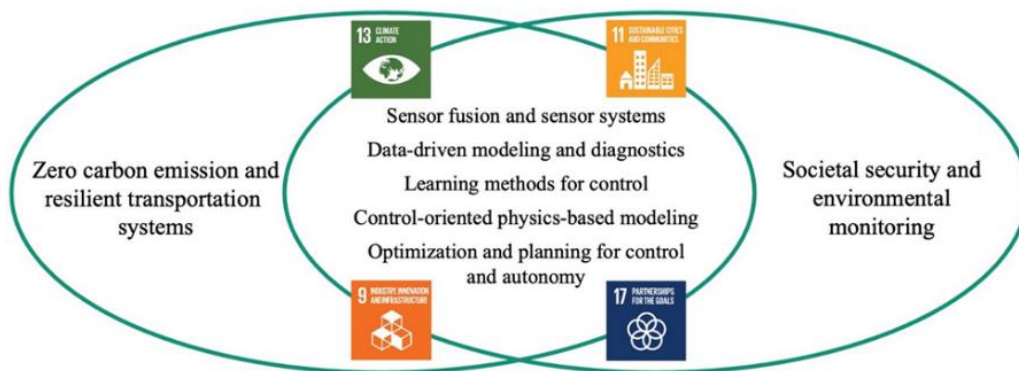 13 CLIMATE
ACTION
11 SUSTAINABLE CITIES
AND COMMUNITIES
Sensor fusion and sensor systems
Data-driven modeling and diagnostics
Learning methods for control
Control-oriented physics-based modeling
Optimization and planning for control
and autonomy
Zero carbon emission and
resilient transportation
systems
Societal security and
environmental
monitoring
9 INDUSTRY, INNOVATION
AND INFRASTRUCTURE
17 PARTNERSHIPS
FOR THE GOALS